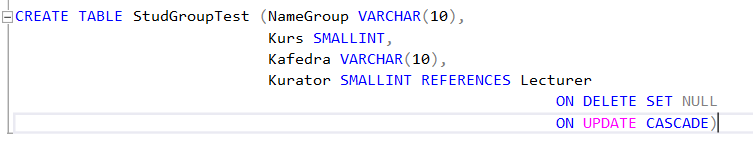 CREATE TABLE StudGroupTest (NameGroup VARCHAR(10),
Kurs SMALLINT,
Kafedra VARCHAR(10),
Kurator SMALLINT REFERENCES Lecturer
ON DELETE SET NULL
ON UPDATE CASCADE)